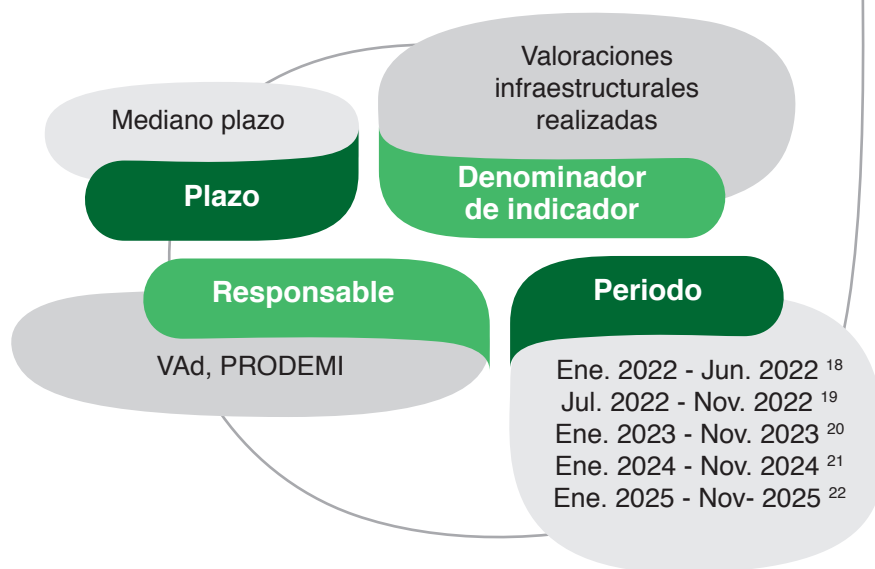 Mediano plazo
Plazo
Valoraciones
infraestructurales
realizadas
Denominador
de indicador
Responsable
VAd, PRODEMI
Periodo
Ene. 2022 - Jun. 2022 18
Jul. 2022 - Nov. 2022 19
Ene. 2023 - Nov. 2023 20
Ene. 2024 - Nov. 2024 21
Ene. 2025 - Nov- 2025 22